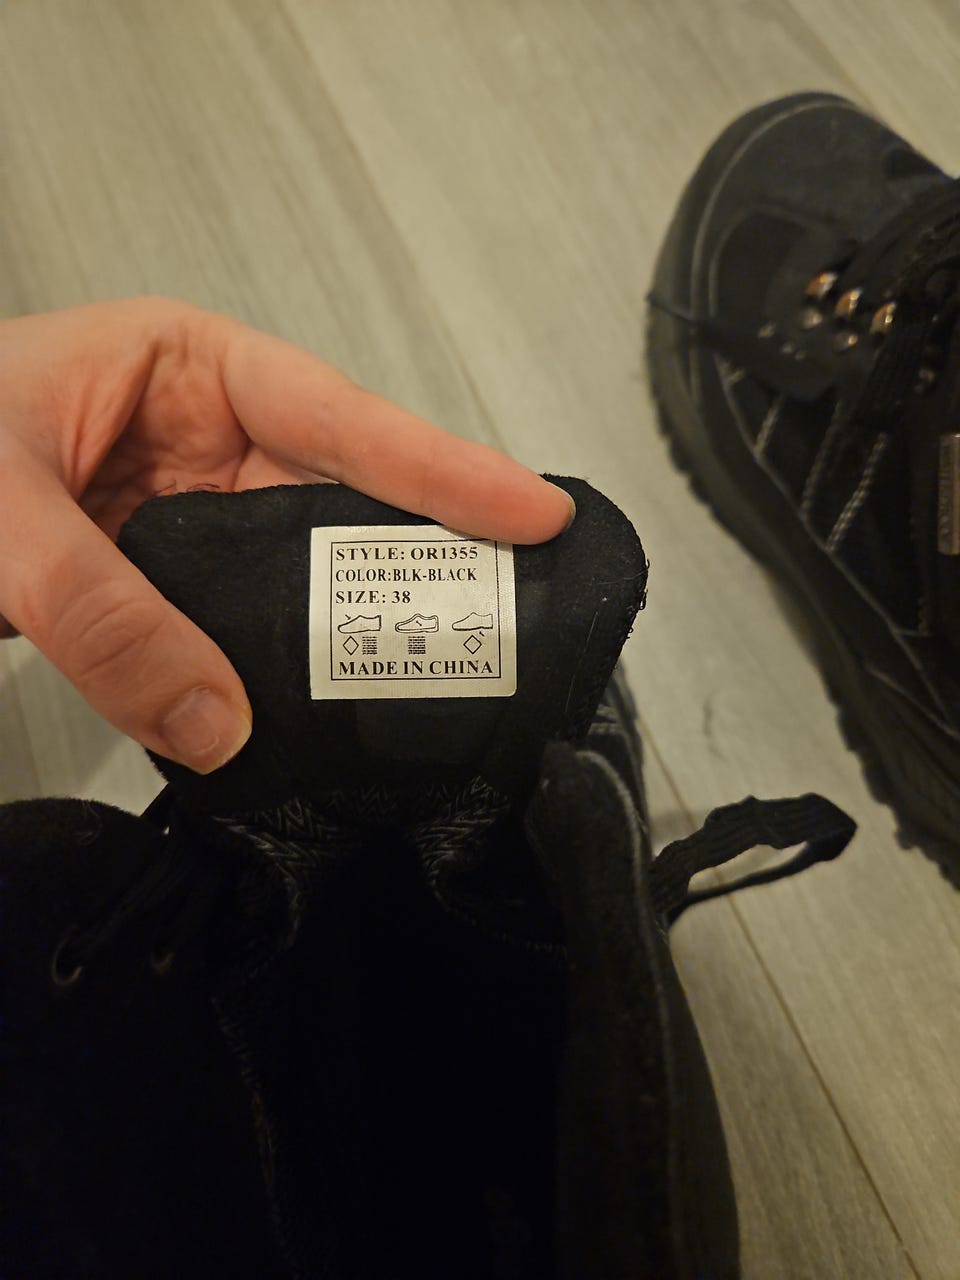 STYLE: OR1355
COLOR:BLK-BLACK
SIZE: 38
MADE IN CHINA